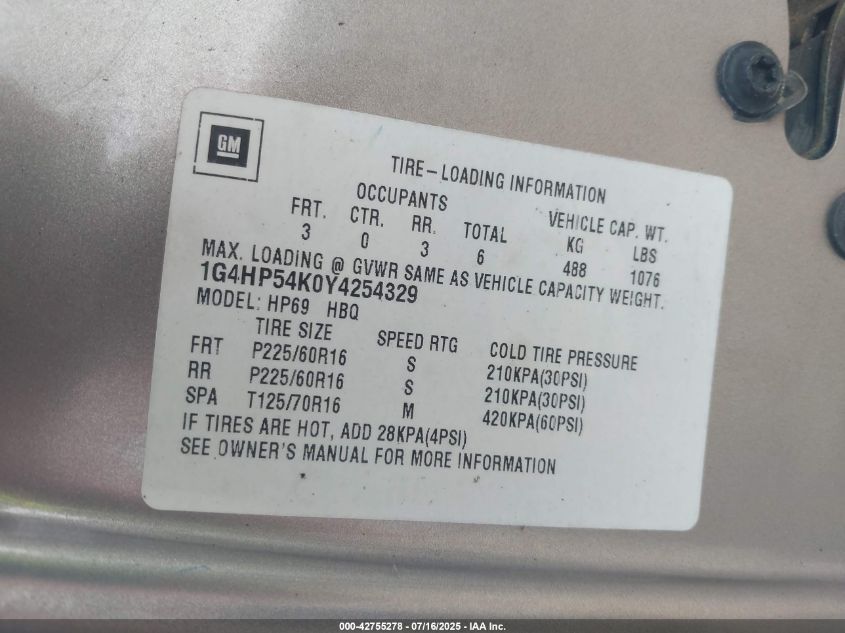 GM
TIRE-LOADING INFORMATION
OCCUPANTS VEHICLE CAP. WT.
FRT. CTR. RR. TOTAL KG LBS
3 0 3 6 488 1076
MAX. LOADING @ GVWR SAME AS VEHICLE CAPACITY WEIGHT.
1G4HP54K0Y4254329
MODEL: HP69 HBQ
TIRE SIZE SPEED RTG COLD TIRE PRESSURE
FRT P225/60R16 S 210KPA(30PSI)
RR P225/60R16 S 210KPA(30PSI)
SPA T125/70R16 M 420KPA(60PSI)
IF TIRES ARE HOT, ADD 28KPA(4PSI)
SEE OWNER'S MANUAL FOR MORE INFORMATION
000-42755278 - 07/16/2025 - IAA Inc.